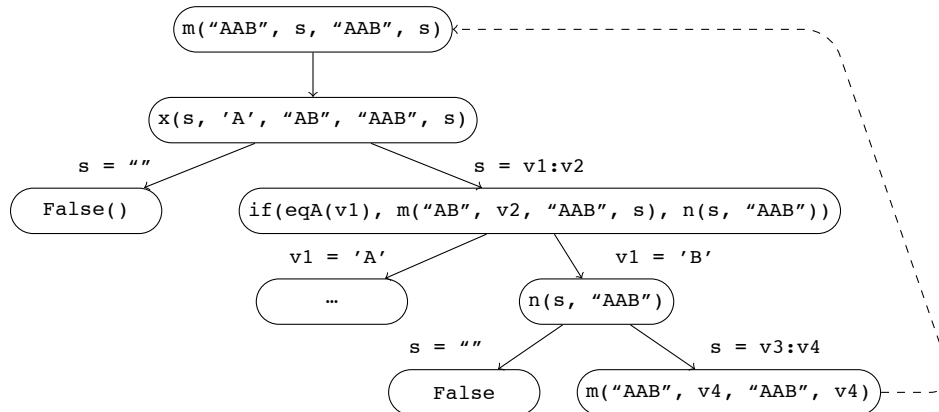 m(“AAB”, s, “AAB”, s)
x(s, ’A’, “AB”, “AAB”, s)
s = “” s = v1:v2
False() if(eqA(v1), m(“AB”, v2, “AAB”, s), n(s, “AAB”))
v1 = ’A’ v1 = ’B’
… n(s, “AAB”)
s = “” s = v3:v4
False m(“AAB”, v4, “AAB”, v4)